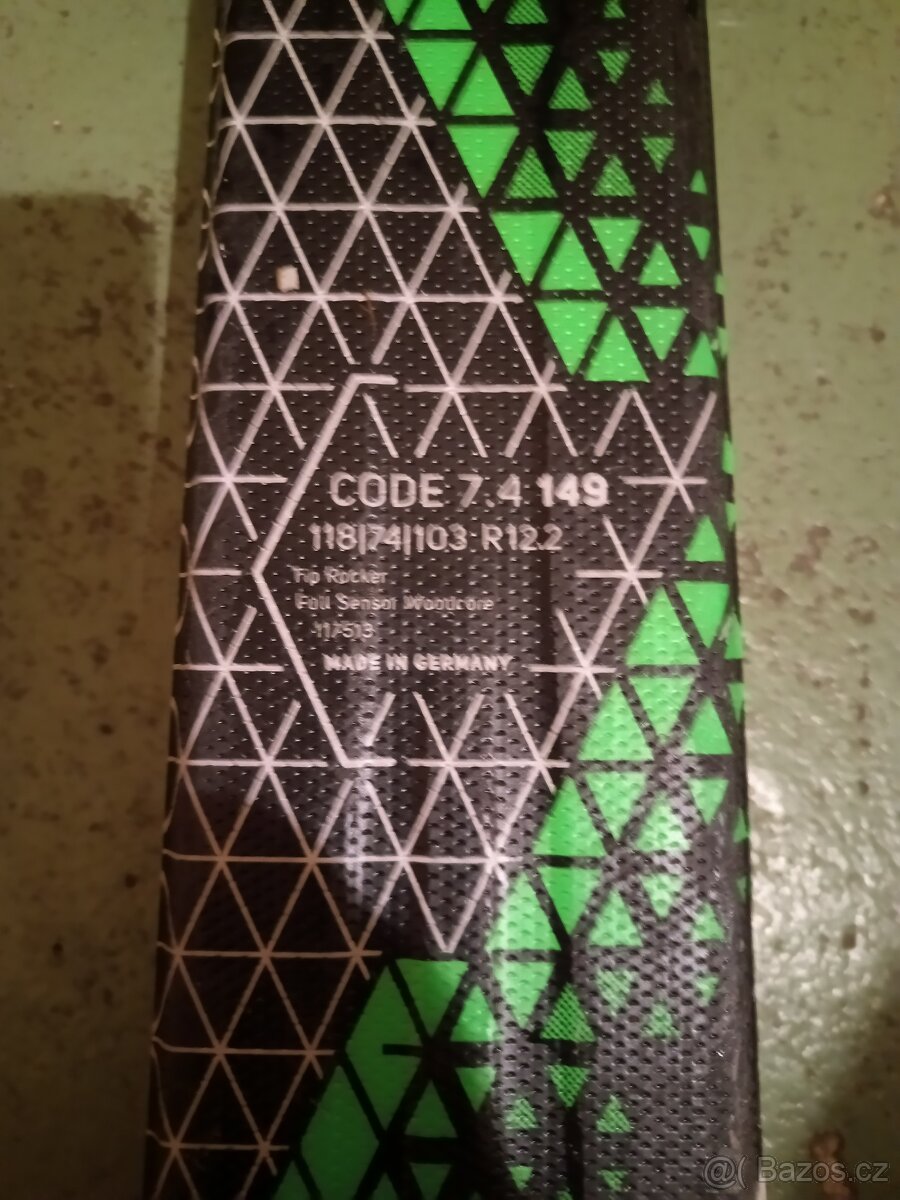 CODE 7.4 149
118|74|103 R12.2
Tip Rocker
Full Sensor Woodcore
117513
MADE IN GERMANY
@( Bazos.cz